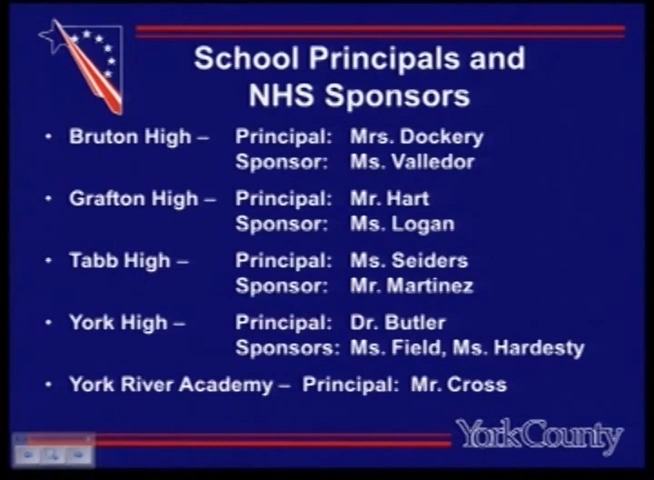 School Principals and
NHS Sponsors
• Bruton High – Principal: Mrs. Dockery
Sponsor: Ms. Valledor
• Grafton High – Principal: Mr. Hart
Sponsor: Ms. Logan
• Tabb High – Principal: Ms. Seiders
Sponsor: Mr. Martinez
• York High – Principal: Dr. Butler
Sponsors: Ms. Field, Ms. Hardesty
• York River Academy – Principal: Mr. Cross
York County